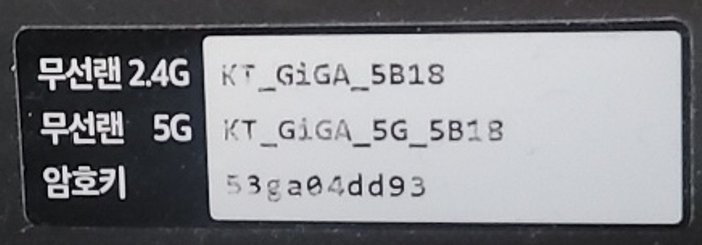 무선랜 2.4G KT_GiGA_5B18
무선랜 5G KT_GiGA_5G_5B18
암호키 53ga04dd93